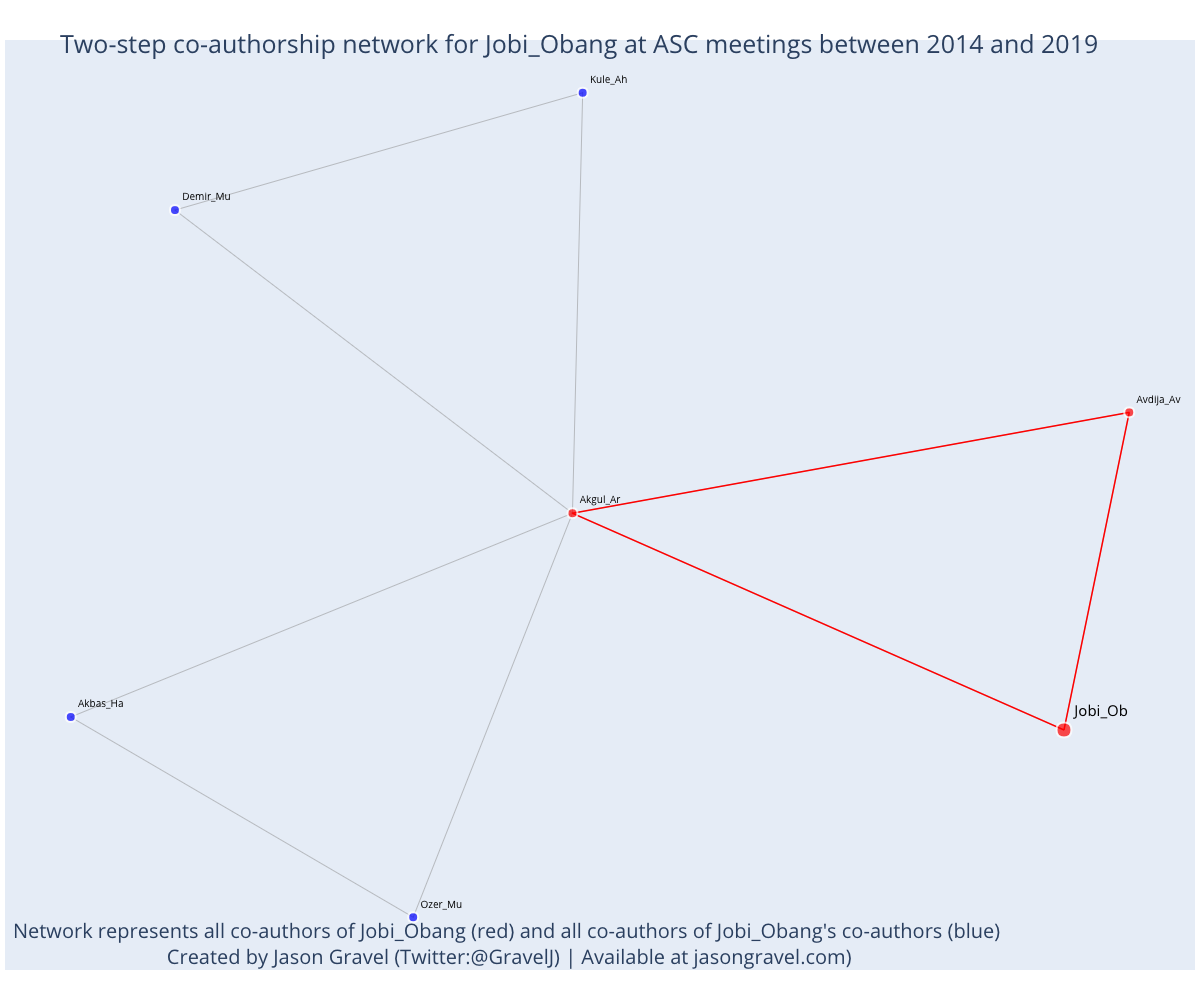 Two-step co-authorship network for Jobi_Obang at ASC meetings between 2014 and 2019
Kule_Ah
Demir_Mu
Avdija_Av
Akgul_Ar
Akbas_Ha
Jobi_Ob
Ozer_Mu
Network represents all co-authors of Jobi_Obang (red) and all co-authors of Jobi_Obang's co-authors (blue)
Created by Jason Gravel (Twitter:@GravelJ) | Available at jasongravel.com)